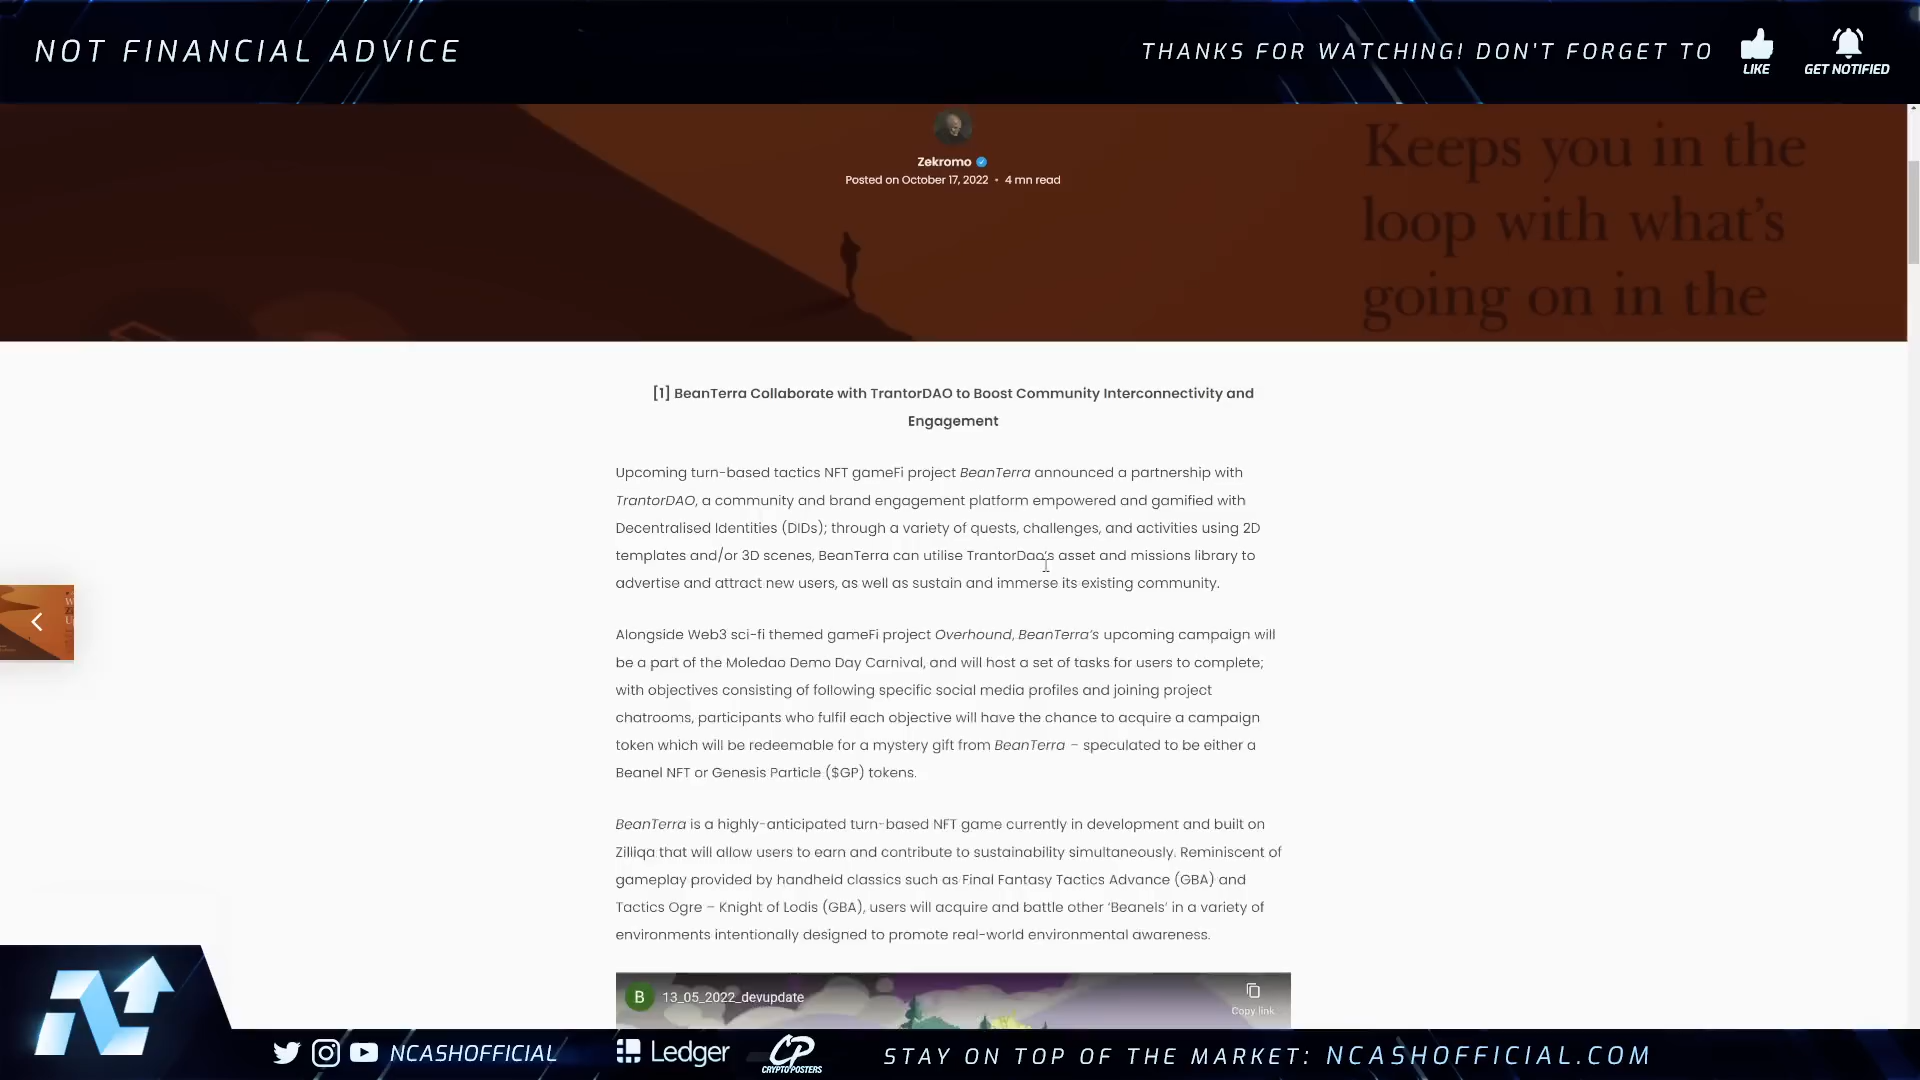 NOT FINANCIAL ADVICE
THANKS FOR WATCHING! DON'T FORGET TO
LIKE
GET NOTIFIED
Zekromo
Posted on October 17, 2022 • 4 mn read
Keeps you in the
loop with what's
going on in the
[1] BeanTerra Collaborate with TrantorDAO to Boost Community Interconnectivity and
Engagement
Upcoming turn-based tactics NFT gameFi project BeanTerra announced a partnership with
TrantorDAO, a community and brand engagement platform empowered and gamified with
Decentralised Identities (DIDs); through a variety of quests, challenges, and activities using 2D
templates and/or 3D scenes, BeanTerra can utilise TrantorDao's asset and missions library to
advertise and attract new users, as well as sustain and immerse its existing community.
Alongside Web3 sci-fi themed gameFi project Overhound, BeanTerra's upcoming campaign will
be a part of the Moledao Demo Day Carnival, and will host a set of tasks for users to complete;
with objectives consisting of following specific social media profiles and joining project
chatrooms, participants who fulfil each objective will have the chance to acquire a campaign
token which will be redeemable for a mystery gift from BeanTerra – speculated to be either a
Beanel NFT or Genesis Particle ($GP) tokens.
BeanTerra is a highly-anticipated turn-based NFT game currently in development and built on
Zilliqa that will allow users to earn and contribute to sustainability simultaneously. Reminiscent of
gameplay provided by handheld classics such as Final Fantasy Tactics Advance (GBA) and
Tactics Ogre – Knight of Lodis (GBA), users will acquire and battle other 'Beanels' in a variety of
environments intentionally designed to promote real-world environmental awareness.
B 13_05_2022_devupdate
Copy link
NCASHOFFICIAL
Ledger
CP
CRYPTOPOSTERS
STAY ON TOP OF THE MARKET: NCASHOFFICIAL.COM